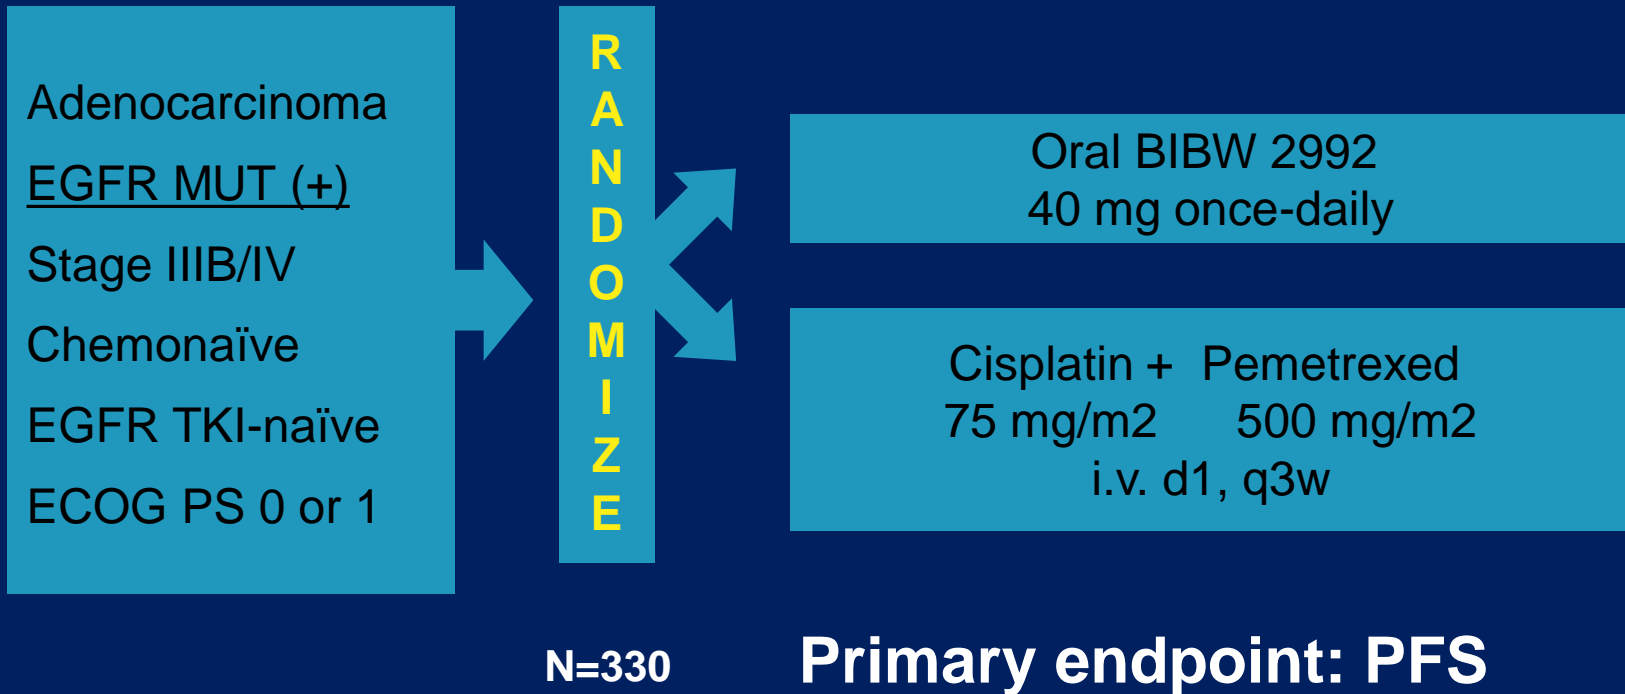 Adenocarcinoma
EGFR MUT (+)
Stage IIIB/IV
Chemonaïve
EGFR TKI-naïve
ECOG PS 0 or 1
R
A
N
D
O
M
I
Z
E
Oral BIBW 2992
40 mg once-daily
Cisplatin + Pemetrexed
75 mg/m2 500 mg/m2
i.v. d1, q3w
N=330
Primary endpoint: PFS